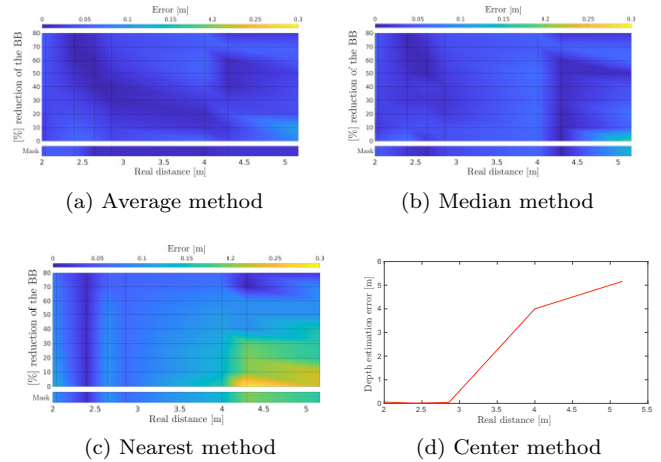 Error [m]
0 0.05 0.1 0.15 0.2 0.25 0.3
[%] reduction of the BB
80
70
60
50
40
30
20
10
0
Mask
2 2.5 3 3.5 4 4.5 5
Real distance [m]
(a) Average method
Error [m]
0 0.05 0.1 0.15 0.2 0.25 0.3
[%] reduction of the BB
80
70
60
50
40
30
20
10
0
Mask
2 2.5 3 3.5 4 4.5 5
Real distance [m]
(b) Median method
Error [m]
0 0.05 0.1 0.15 0.2 0.25 0.3
[%] reduction of the BB
80
70
60
50
40
30
20
10
0
Mask
2 2.5 3 3.5 4 4.5 5
Real distance [m]
(c) Nearest method
Depth estimation error [m]
6
5
4
3
2
1
0
2 2.5 3 3.5 4 4.5 5 5.5
Real distance [m]
(d) Center method